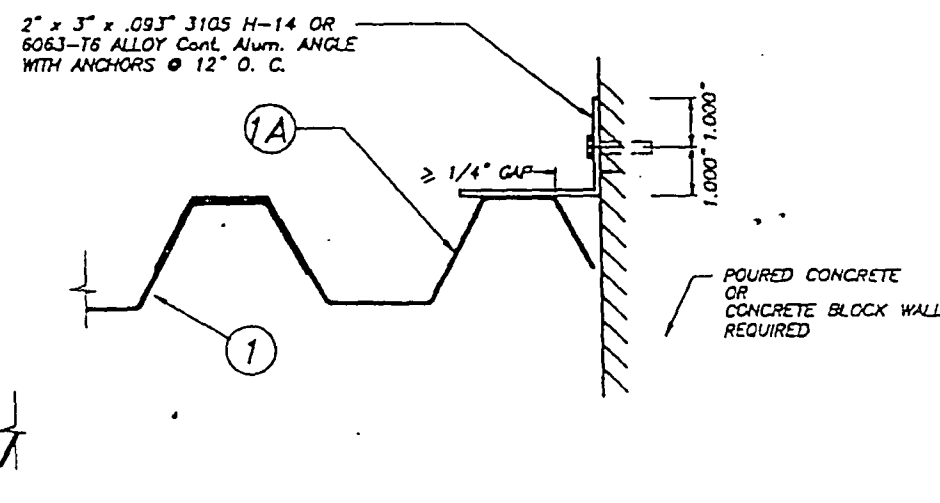 2" x 3" x .093" 3105 H-14 OR
6063-T6 ALLOY Cont. Alum. ANGLE
WITH ANCHORS @ 12" O. C.
1A
≥ 1/4" GAP
1.000"
1.000"
POURED CONCRETE
OR
CONCRETE BLOCK WALL
REQUIRED
1